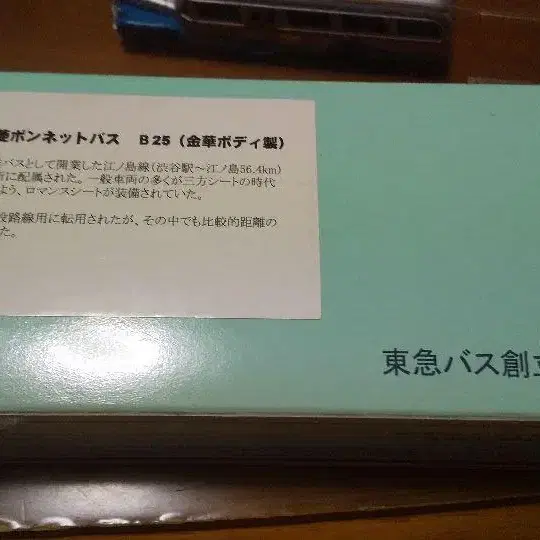 菱ボンネットバス　B25（金華ボディ製）
バスとして開業した江ノ島線（渋谷駅～江ノ島56.4km）
所に配属された。一般車両の多くが三方シートの時代
よう、ロマンスシートが装備されていた。
設路線用に転用されたが、その中でも比較的距離の
た。
東急バス創立